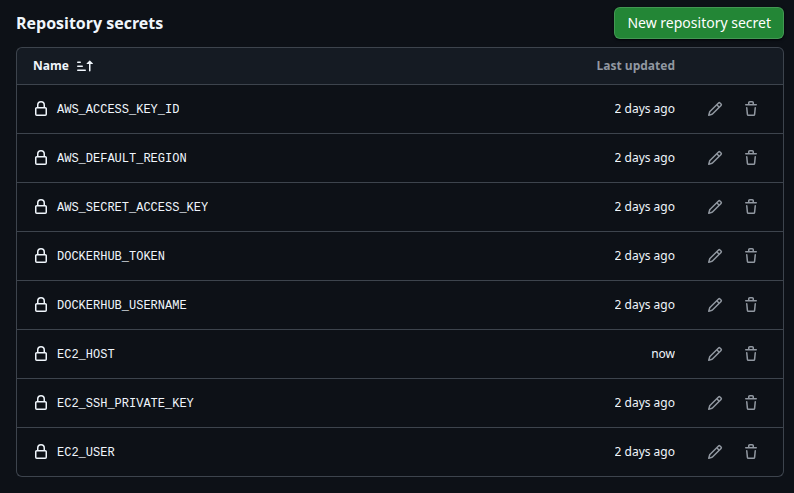 Repository secrets
New repository secret
Name Last updated
AWS_ACCESS_KEY_ID 2 days ago
AWS_DEFAULT_REGION 2 days ago
AWS_SECRET_ACCESS_KEY 2 days ago
DOCKERHUB_TOKEN 2 days ago
DOCKERHUB_USERNAME 2 days ago
EC2_HOST now
EC2_SSH_PRIVATE_KEY 2 days ago
EC2_USER 2 days ago